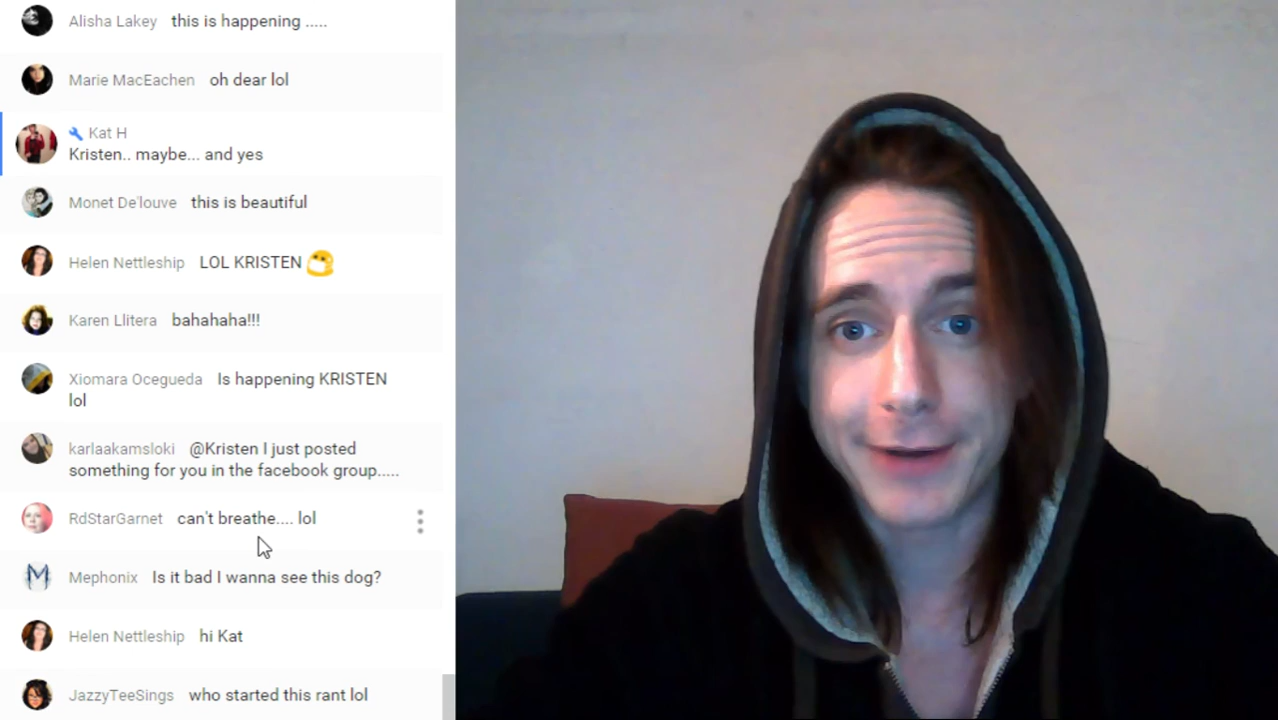 Alisha Lakey this is happening .....
Marie MacEachen oh dear lol
Kat H
Kristen.. maybe... and yes
Monet De'louve this is beautiful
Helen Nettleship LOL KRISTEN
Karen Llitera bahahaha!!!
Xiomara Ocegueda Is happening KRISTEN
lol
karlaakamsloki @Kristen I just posted
something for you in the facebook group.....
RdStarGarnet can't breathe.... lol
Mephonix Is it bad I wanna see this dog?
Helen Nettleship hi Kat
JazzyTeeSings who started this rant lol